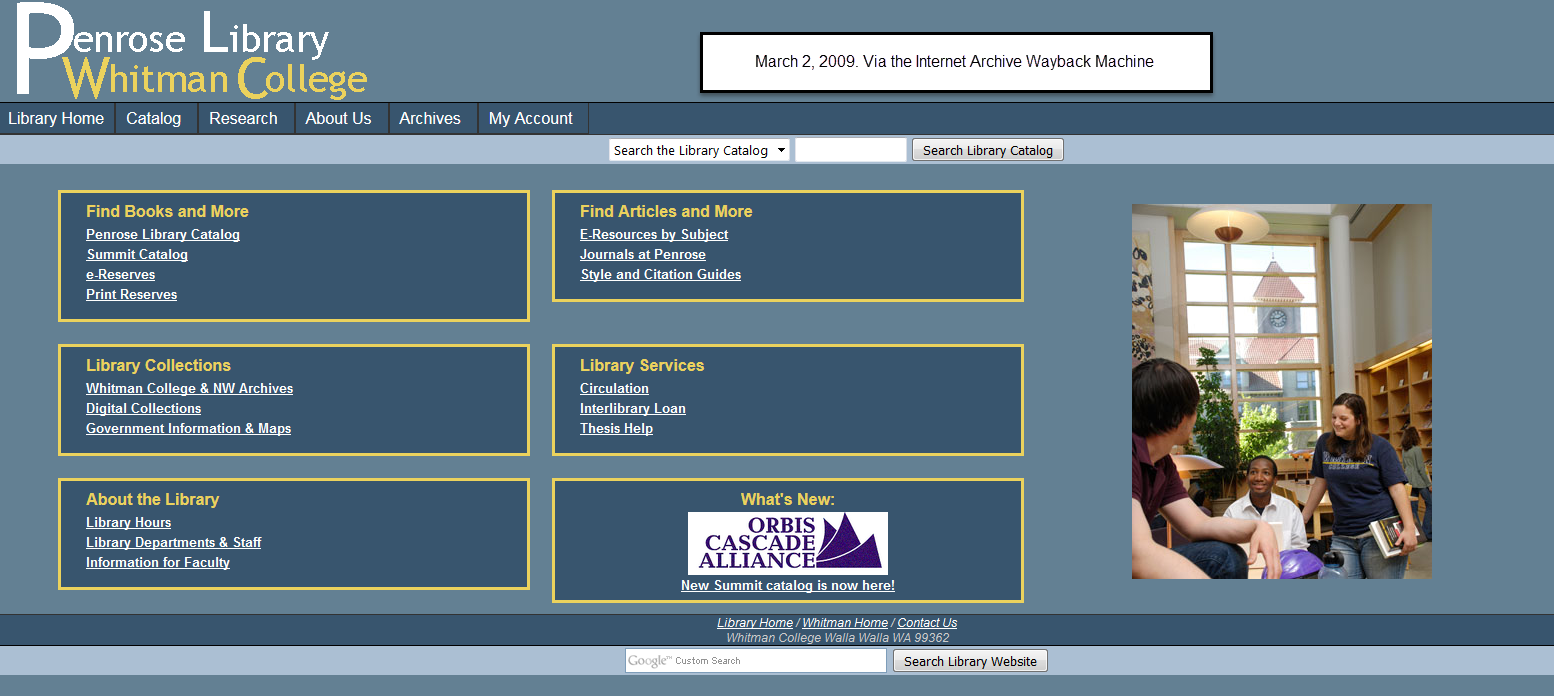 Penrose Library
Whitman College
March 2, 2009. Via the Internet Archive Wayback Machine
Library Home Catalog Research About Us Archives My Account
Search the Library Catalog Search Library Catalog
Find Books and More
Penrose Library Catalog
Summit Catalog
e-Reserves
Print Reserves
Find Articles and More
E-Resources by Subject
Journals at Penrose
Style and Citation Guides
Library Collections
Whitman College & NW Archives
Digital Collections
Government Information & Maps
Library Services
Circulation
Interlibrary Loan
Thesis Help
About the Library
Library Hours
Library Departments & Staff
Information for Faculty
What's New:
ORBIS
CASCADE
ALLIANCE
New Summit catalog is now here!
COLLEGE
Library Home / Whitman Home / Contact Us
Whitman College Walla Walla WA 99362
Google™ Custom Search Search Library Website